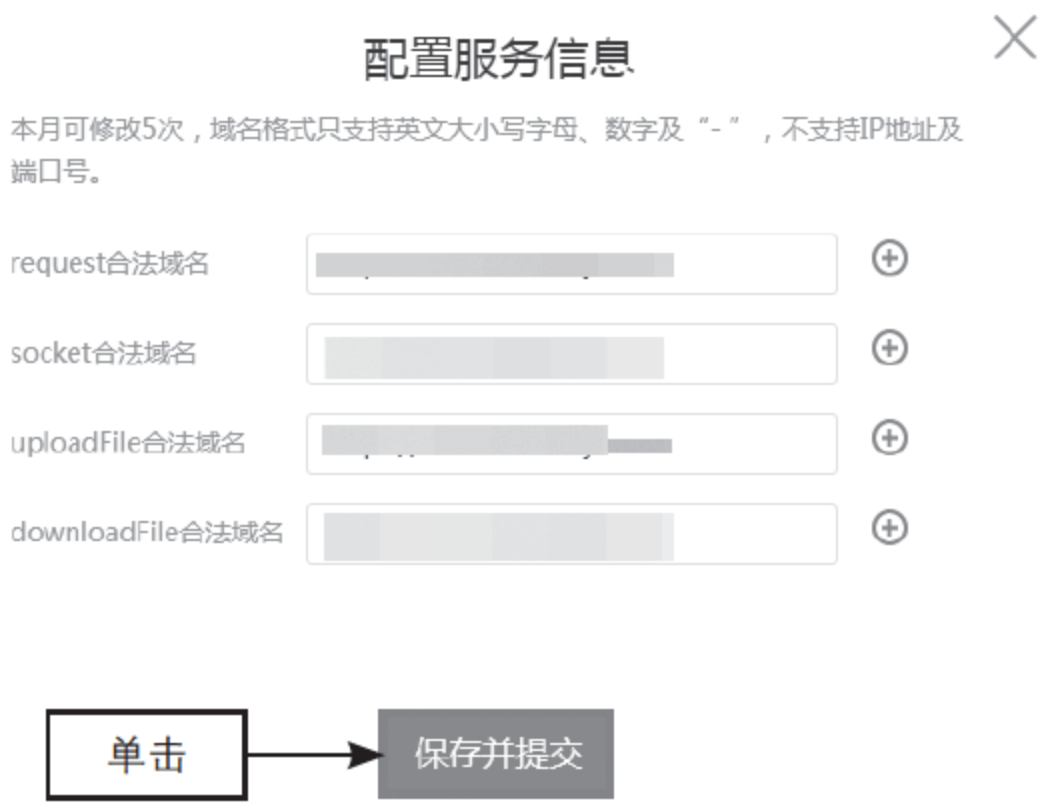 配置服务信息
本月可修改5次，域名格式只支持英文大小写字母、数字及“-”，不支持IP地址及
端口号。
request合法域名
socket合法域名
uploadFile合法域名
downloadFile合法域名
单击
保存并提交